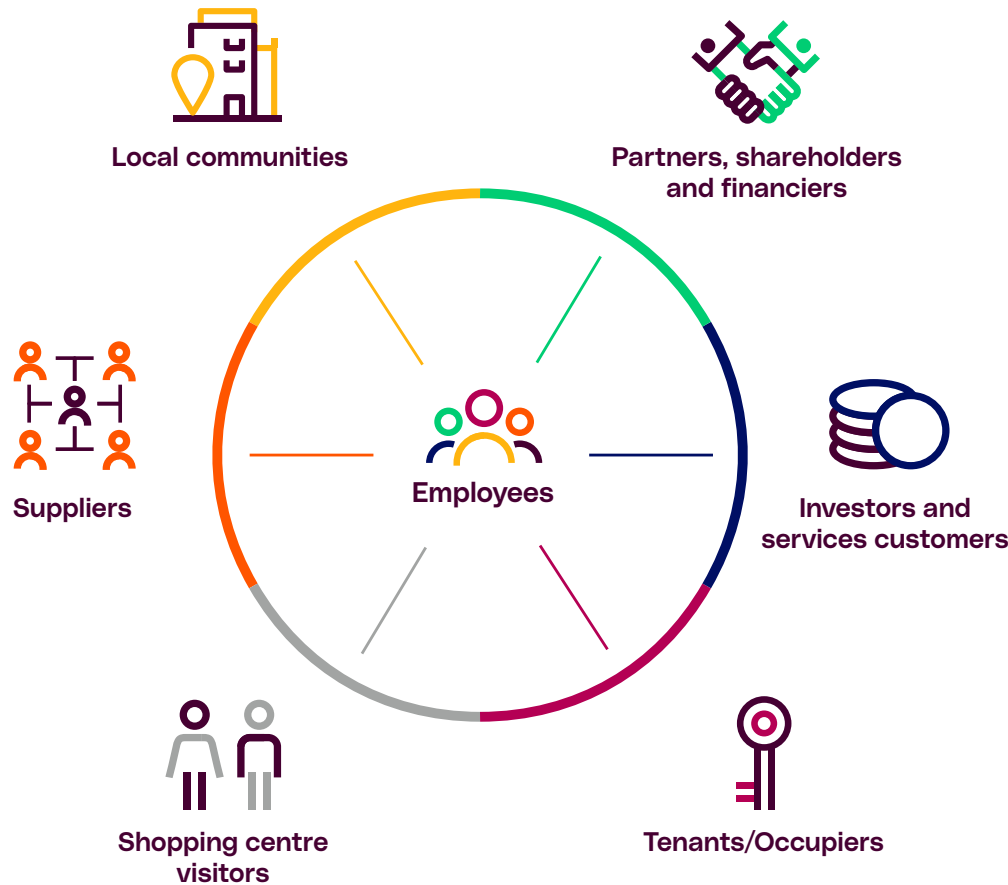 Local communities
Partners, shareholders
and financiers
Suppliers
Employees
Investors and
services customers
Shopping centre
visitors
Tenants/Occupiers